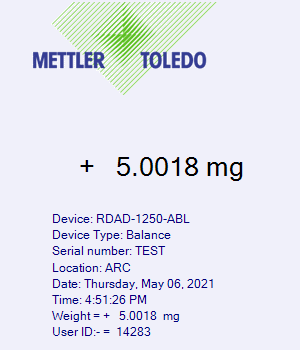 METTLER TOLEDO
+ 5.0018 mg
Device: RDAD-1250-ABL
Device Type: Balance
Serial number: TEST
Location: ARC
Date: Thursday, May 06, 2021
Time: 4:51:26 PM
Weight = + 5.0018 mg
User ID:- = 14283